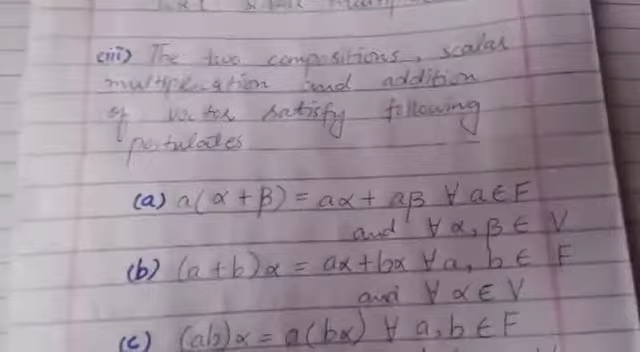 (iii) The two compositions, scalar
multiplication and addition
of vector satisfy following
postulates
(a) a(α + β) = aα + aβ ∀ a ∈ F
and ∀ α, β ∈ V
(b) (a + b)α = aα + bα ∀ a, b ∈ F
and ∀ α ∈ V
(c) (ab)α = a(bα) ∀ a, b ∈ F